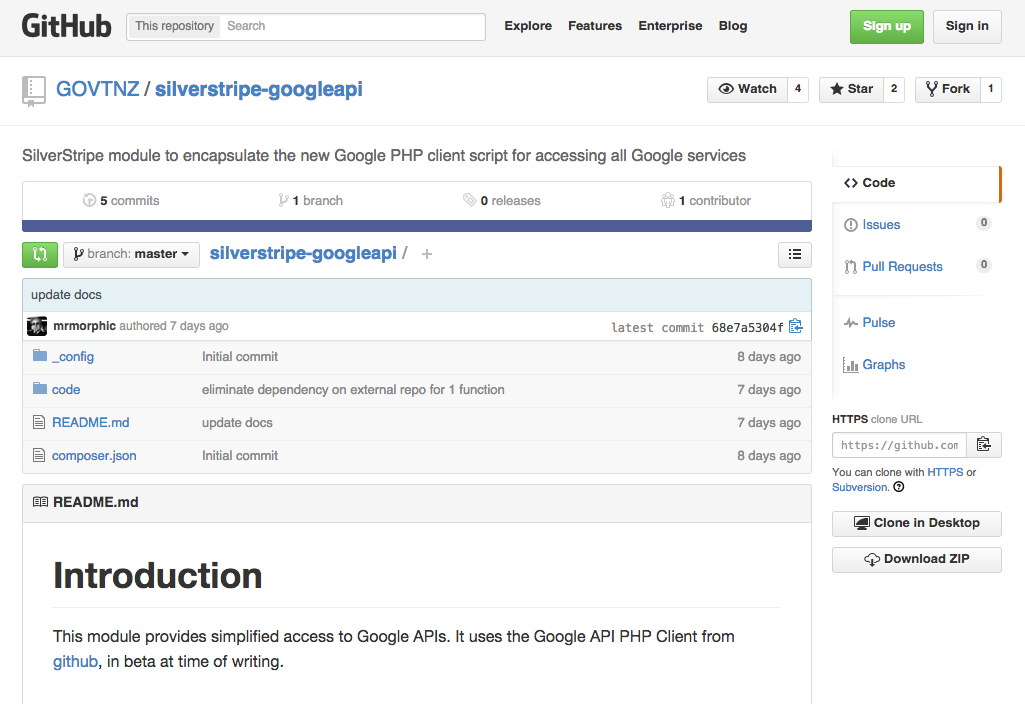 GitHub This repository Search Explore Features Enterprise Blog Sign up Sign in
GOVTNZ / silverstripe-googleapi Watch 4 Star 2 Fork 1
SilverStripe module to encapsulate the new Google PHP client script for accessing all Google services
5 commits 1 branch 0 releases 1 contributor
branch: master silverstripe-googleapi / +
update docs
mrmorphic authored 7 days ago latest commit 68e7a5304f
_config Initial commit 8 days ago
code eliminate dependency on external repo for 1 function 7 days ago
README.md update docs 7 days ago
composer.json Initial commit 8 days ago
README.md
Introduction
This module provides simplified access to Google APIs. It uses the Google API PHP Client from
github, in beta at time of writing.
Code
Issues 0
Pull Requests 0
Pulse
Graphs
HTTPS clone URL
https://github.com
You can clone with HTTPS or
Subversion.
Clone in Desktop
Download ZIP